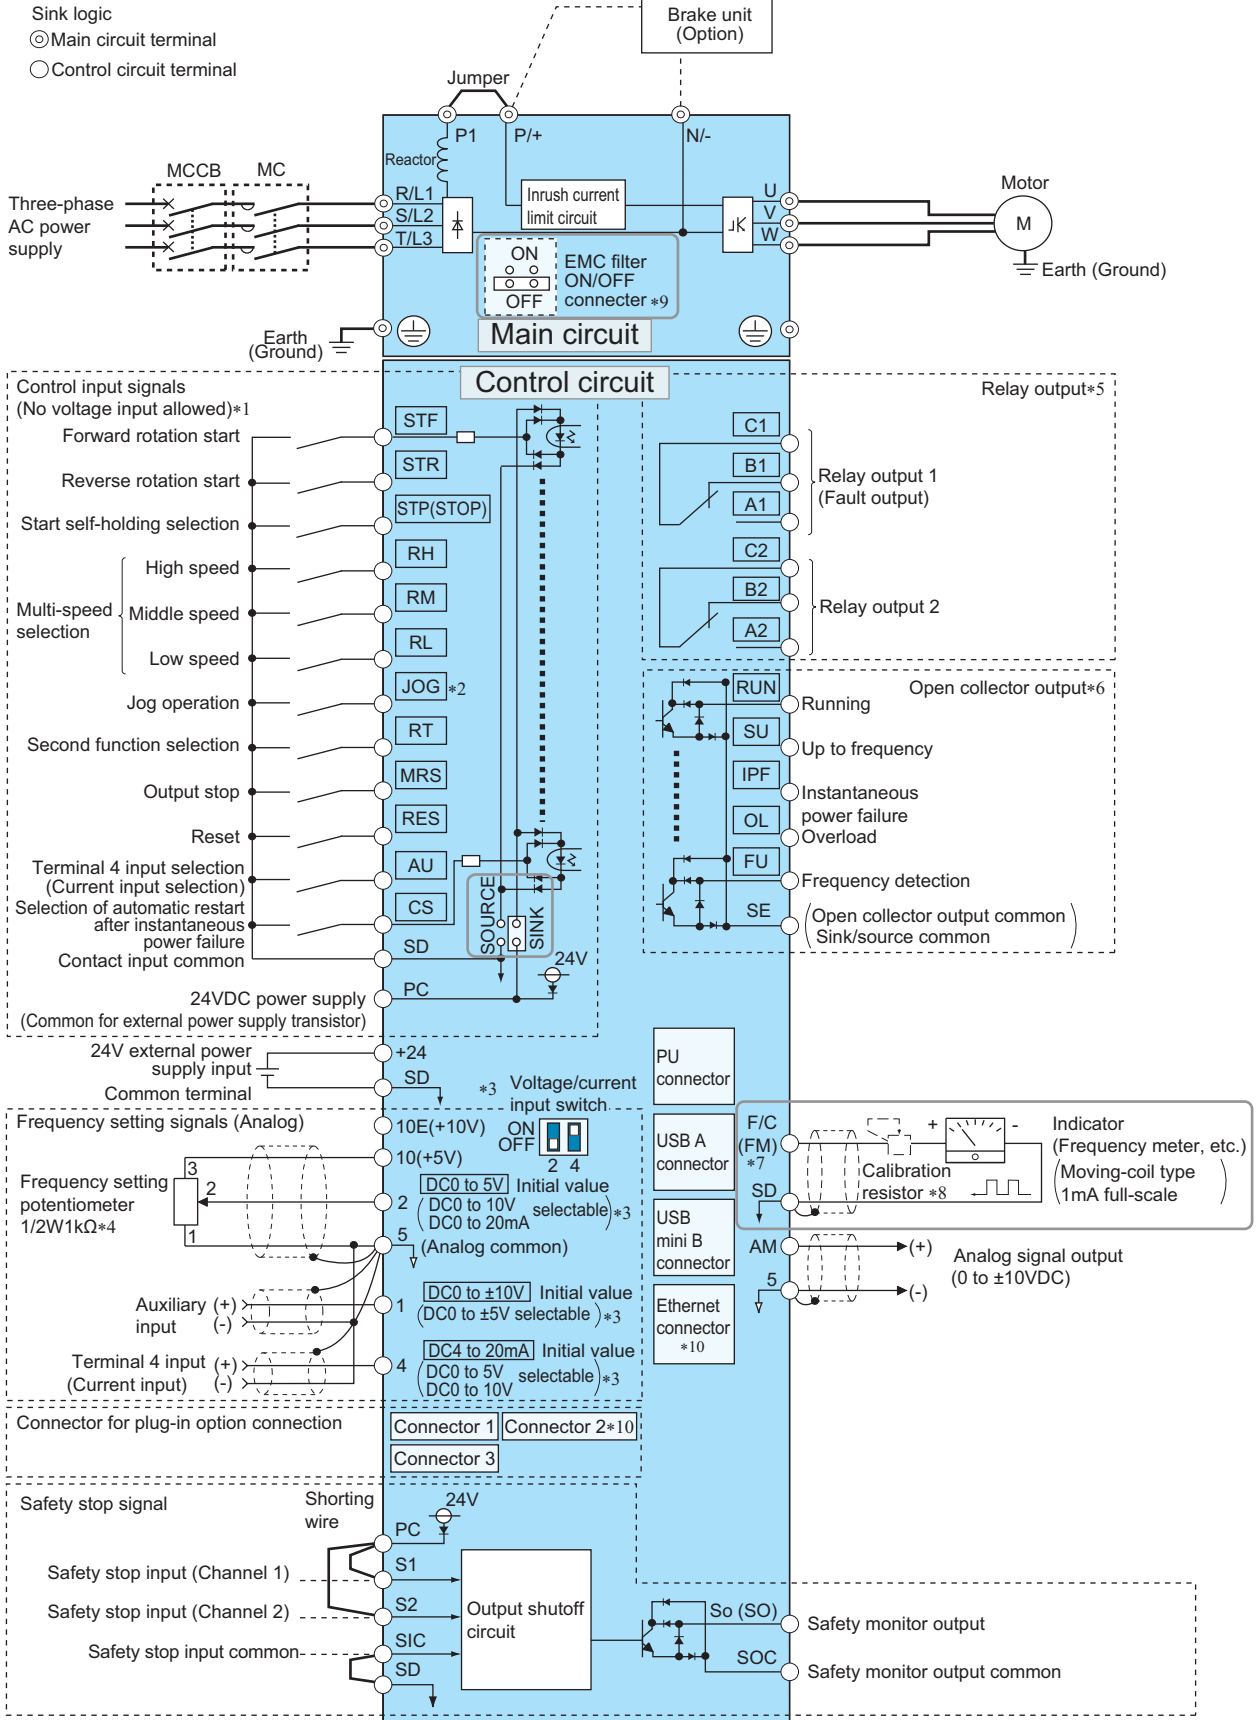 Sink logic
Main circuit terminal
Control circuit terminal
Brake unit
(Option)
Jumper
P1
P/+
N/-
Reactor
MCCB
MC
R/L1
S/L2
T/L3
Three-phase
AC power
supply
Inrush current
limit circuit
U
V
W
Motor
M
Earth (Ground)
ON
OFF
EMC filter
ON/OFF
connecter *9
Earth
(Ground)
Main circuit
Control circuit
Control input signals
(No voltage input allowed)*1
Forward rotation start
Reverse rotation start
Start self-holding selection
Multi-speed
selection
High speed
Middle speed
Low speed
Jog operation
Second function selection
Output stop
Reset
Terminal 4 input selection
(Current input selection)
Selection of automatic restart
after instantaneous
power failure
Contact input common
24VDC power supply
(Common for external power supply transistor)
STF
STR
STP(STOP)
RH
RM
RL
JOG *2
RT
MRS
RES
AU
CS
SD
PC
SOURCE
SINK
24V
Relay output*5
C1
B1
A1
Relay output 1
(Fault output)
C2
B2
A2
Relay output 2
Open collector output*6
RUN
Running
SU
Up to frequency
IPF
Instantaneous
power failure
OL
Overload
FU
Frequency detection
SE
(Open collector output common
Sink/source common)
24V external power
supply input
Common terminal
+24
SD
*3 Voltage/current
input switch
ON
OFF
2 4
Frequency setting signals (Analog)
Frequency setting
potentiometer
1/2W1kΩ*4
3
2
1
10E(+10V)
10(+5V)
2
DC0 to 5V Initial value
(DC0 to 10V
DC0 to 20mA selectable)*3
5
(Analog common)
Auxiliary
input
(+)
(-)
1
DC0 to ±10V Initial value
(DC0 to ±5V selectable)*3
Terminal 4 input
(Current input)
(+)
(-)
4
DC4 to 20mA Initial value
(DC0 to 5V
DC0 to 10V selectable)*3
PU
connector
USB A
connector
USB
mini B
connector
Ethernet
connector
*10
F/C
(FM)
*7
SD
+
-
Calibration
resistor *8
Indicator
(Frequency meter, etc.)
(Moving-coil type
1mA full-scale)
AM
5
(+)
(-)
Analog signal output
(0 to ±10VDC)
Connector for plug-in option connection
Connector 1
Connector 2*10
Connector 3
Safety stop signal
Shorting
wire
24V
PC
S1
S2
SIC
SD
Safety stop input (Channel 1)
Safety stop input (Channel 2)
Safety stop input common
Output shutoff
circuit
So (SO)
Safety monitor output
SOC
Safety monitor output common